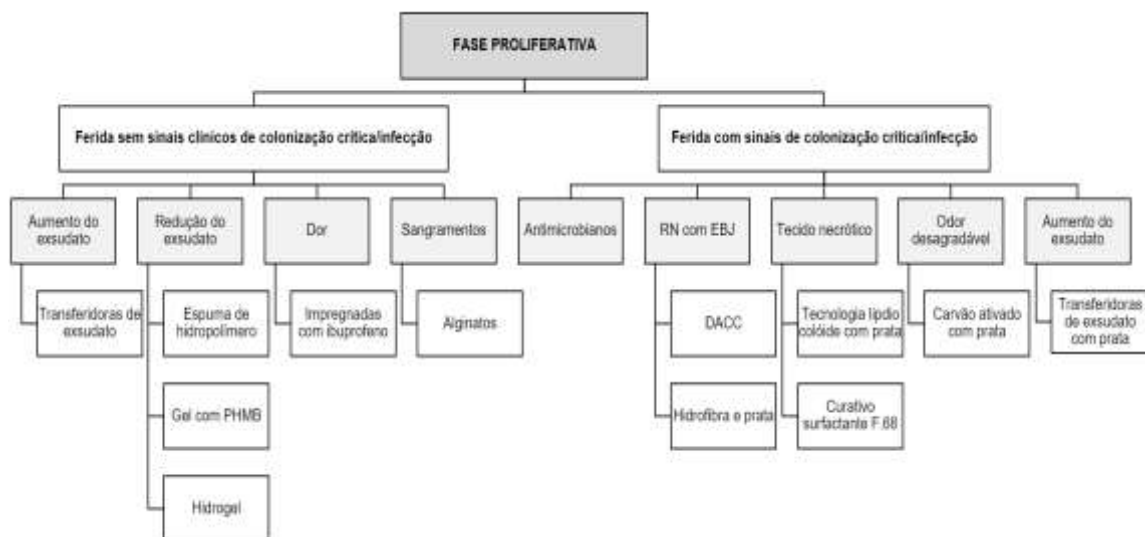 FASE PROLIFERATIVA
Ferida sem sinais clínicos de colonização crítica/infecção
Ferida com sinais de colonização crítica/infecção
Aumento do
exsudato
Redução do
exsudato
Dor
Sangramentos
Antimicrobianos
RN com EBJ
Tecido necrótico
Odor
desagradável
Aumento do
exsudato
Transferidoras de
exsudato
Espuma de
hidropolímero
Impregnadas
com ibuprofeno
Alginatos
DACC
Tecnologia lípdio
colóide com prata
Carvão ativado
com prata
Transferidoras
de exsudato
com prata
Gel com PHMB
Hidrofibra e prata
Curativo
surfactante F.68
Hidrogel